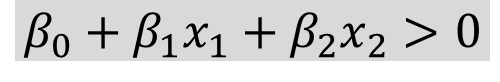 β₀ + β₁x₁ + β₂x₂ > 0